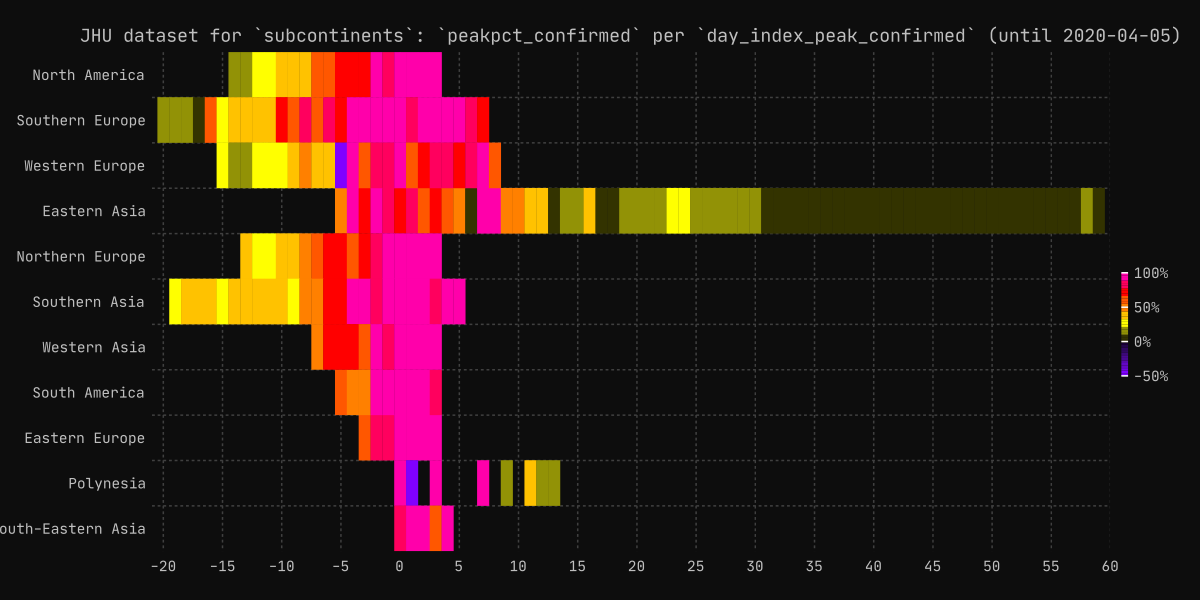 JHU dataset for `subcontinents`: `peakpct_confirmed` per `day_index_peak_confirmed` (until 2020-04-05)
North America
Southern Europe
Western Europe
Eastern Asia
Northern Europe
Southern Asia
Western Asia
South America
Eastern Europe
Polynesia
outh-Eastern Asia
100%
50%
0%
-50%
-20 -15 -10 -5 0 5 10 15 20 25 30 35 40 45 50 55 60